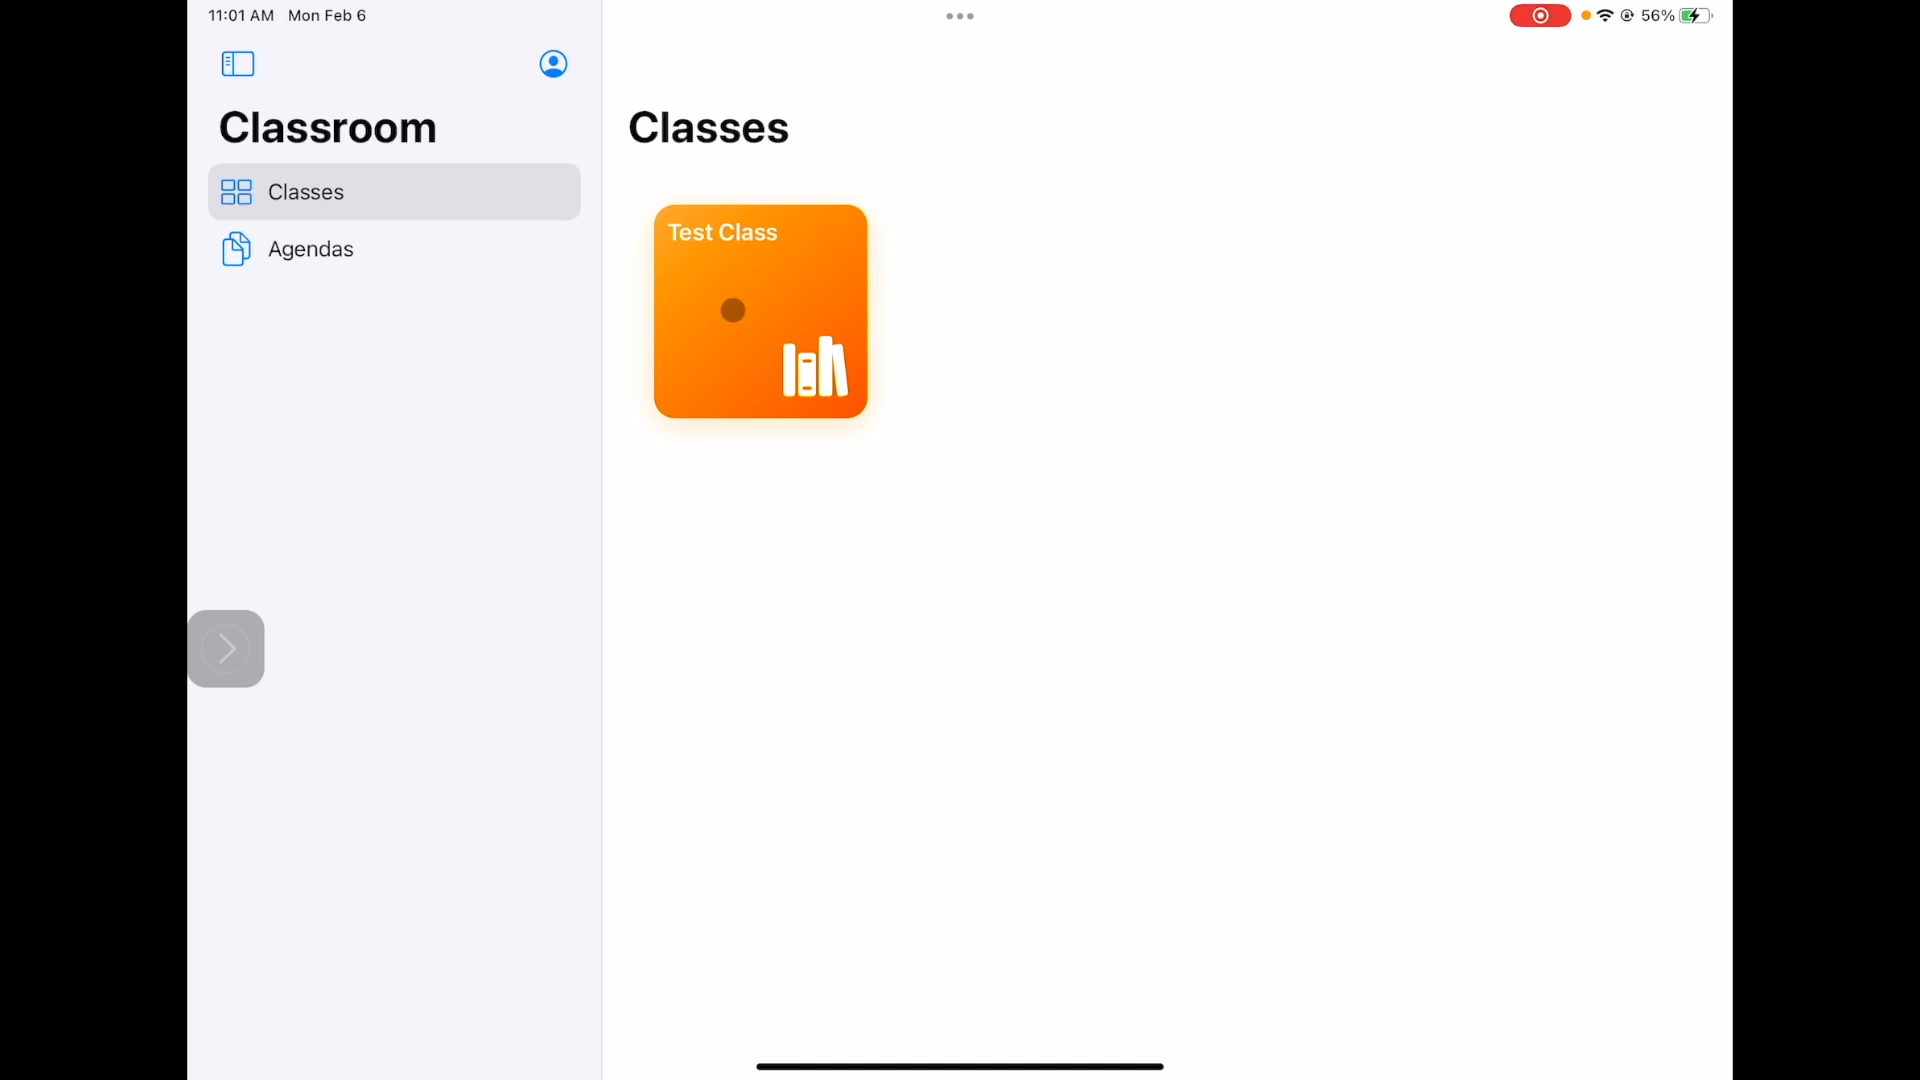 11:01 AM Mon Feb 6
56%
Classroom
Classes
Agendas
Classes
Test Class